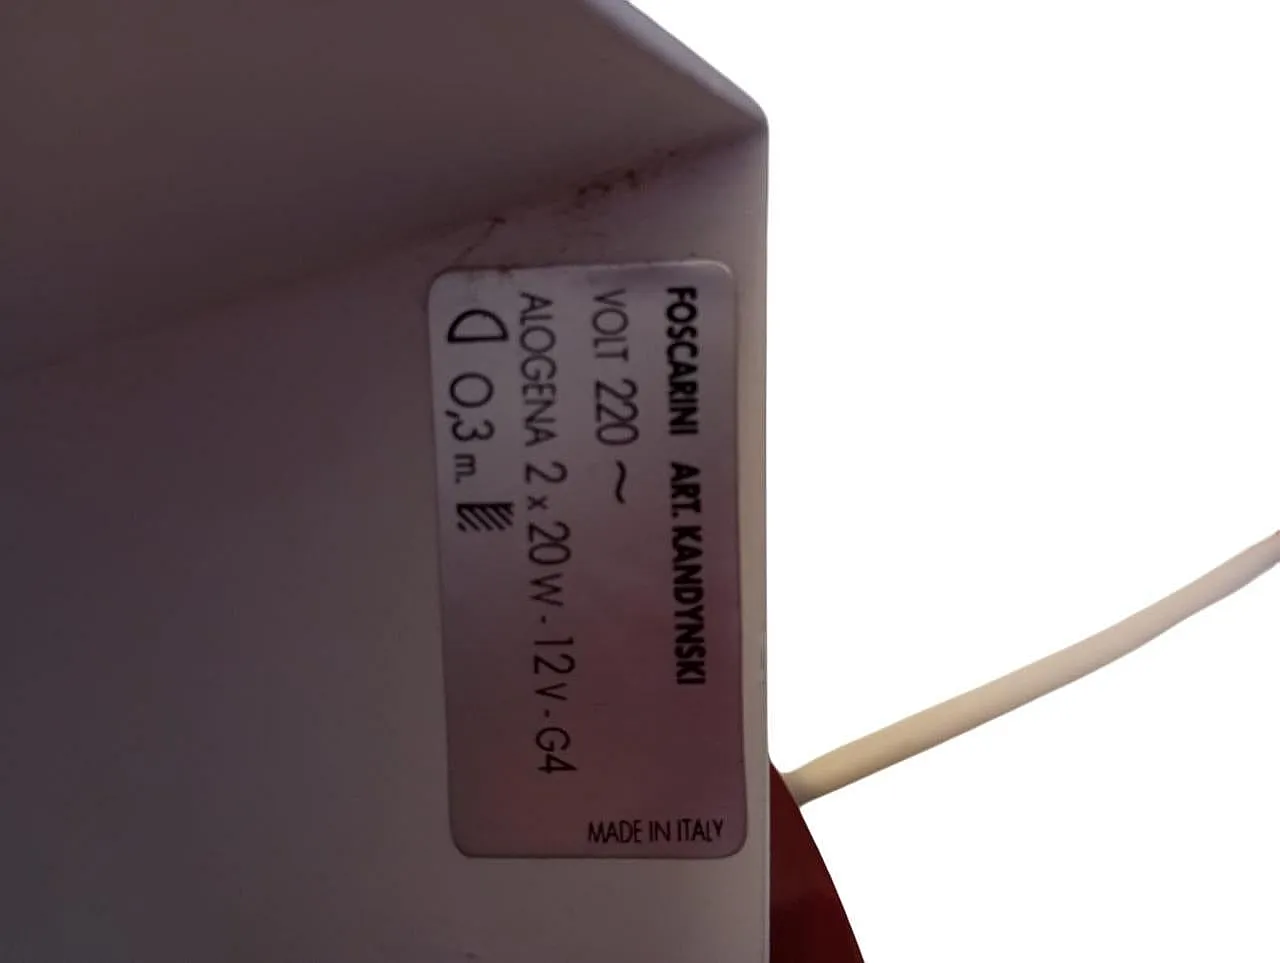 FOSCARINI ART. KANDYNSKI
VOLT 220 ~
ALOGENA 2 x 20 W - 12 V - G4
0,3 m.
MADE IN ITALY